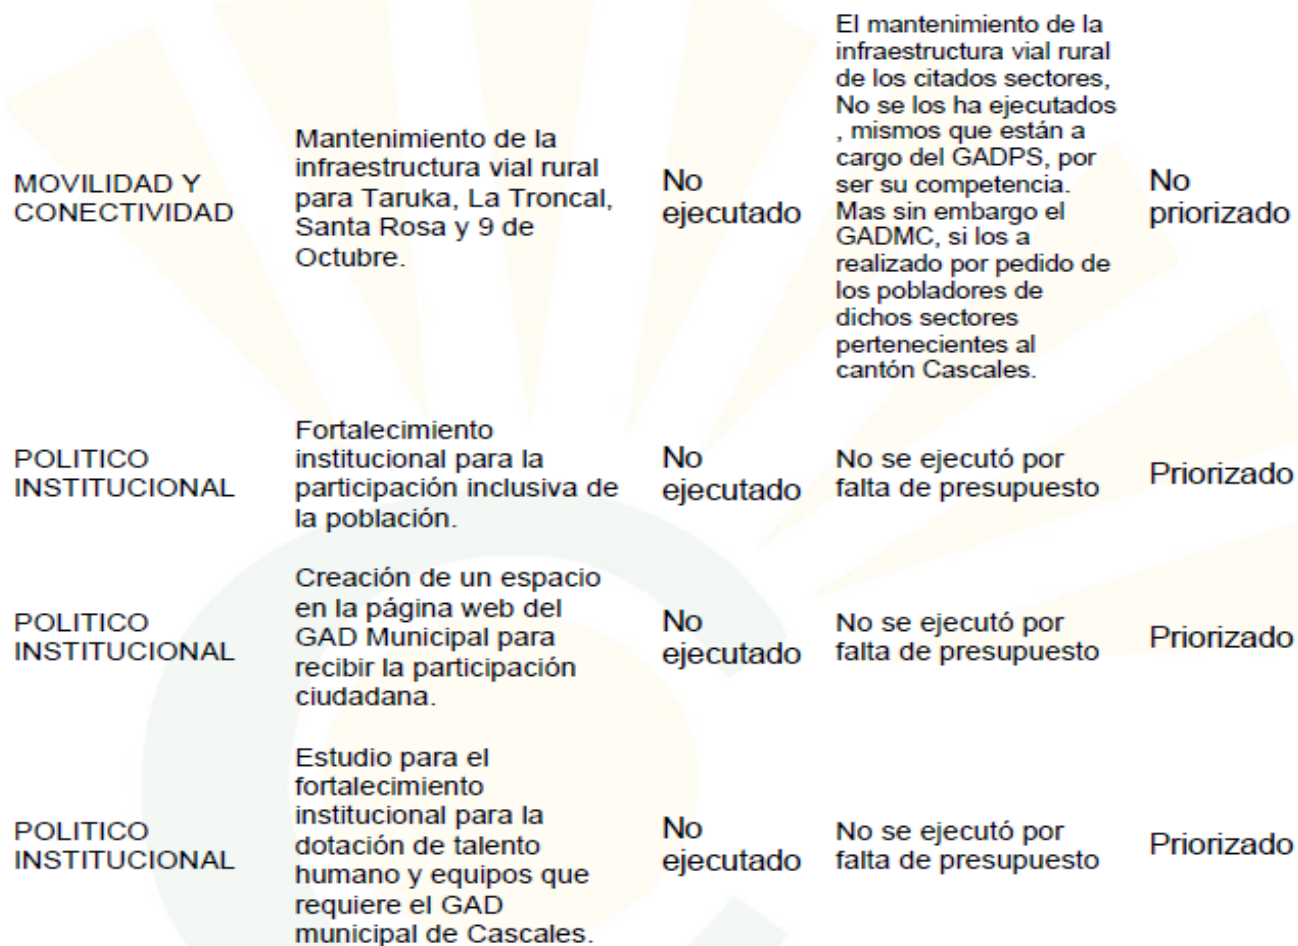 MOVILIDAD Y
CONECTIVIDAD
Mantenimiento de la
infraestructura vial rural
para Taruka, La Troncal,
Santa Rosa y 9 de
Octubre.
No
ejecutado
El mantenimiento de la
infraestructura vial rural
de los citados sectores,
No se los ha ejecutados
, mismos que están a
cargo del GADPS, por
ser su competencia.
Mas sin embargo el
GADMC, si los a
realizado por pedido de
los pobladores de
dichos sectores
pertenecientes al
cantón Cascales.
No
priorizado
POLITICO
INSTITUCIONAL
Fortalecimiento
institucional para la
participación inclusiva de
la población.
No
ejecutado
No se ejecutó por
falta de presupuesto
Priorizado
POLITICO
INSTITUCIONAL
Creación de un espacio
en la página web del
GAD Municipal para
recibir la participación
ciudadana.
No
ejecutado
No se ejecutó por
falta de presupuesto
Priorizado
POLITICO
INSTITUCIONAL
Estudio para el
fortalecimiento
institucional para la
dotación de talento
humano y equipos que
requiere el GAD
municipal de Cascales.
No
ejecutado
No se ejecutó por
falta de presupuesto
Priorizado